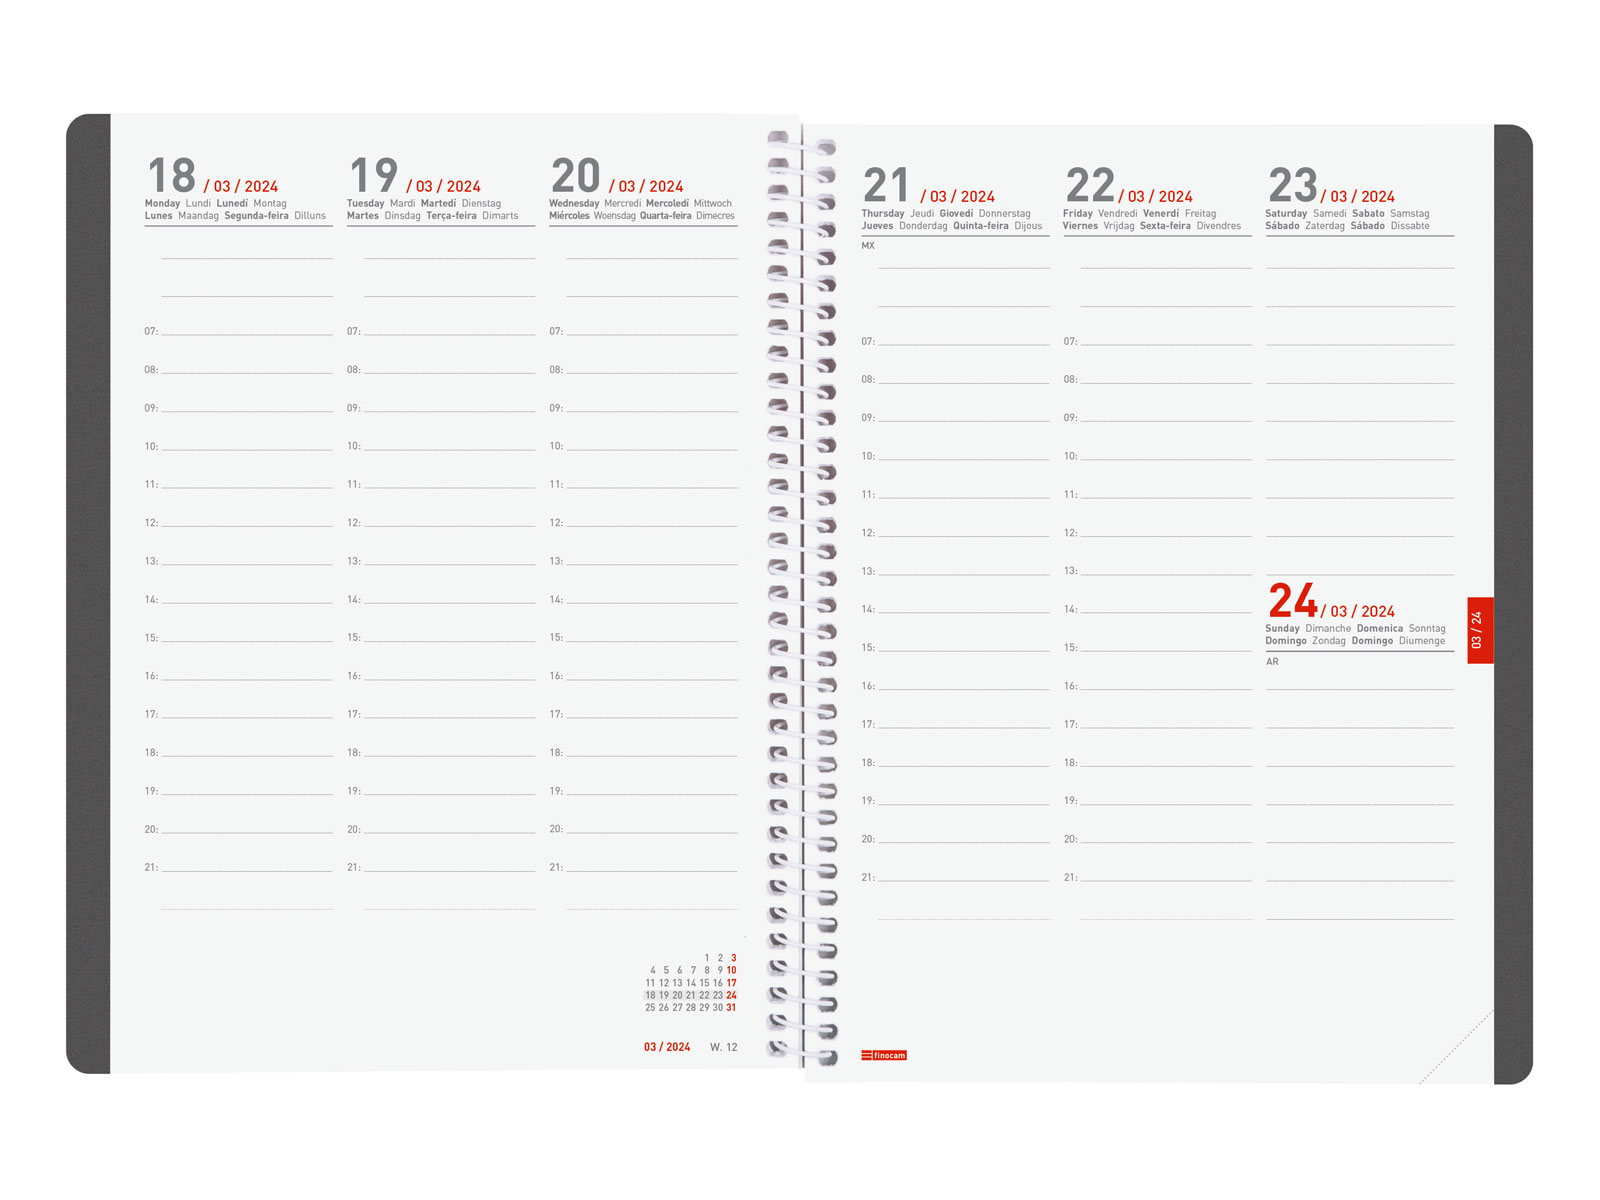 18 / 03 / 2024
Monday Lundi Lunedí Montag
Lunes Maandag Segunda-feira Dilluns
07:
08:
09:
10:
11:
12:
13:
14:
15:
16:
17:
18:
19:
20:
21:
19 / 03 / 2024
Tuesday Mardi Martedí Dienstag
Martes Dinsdag Terça-feira Dimarts
07:
08:
09:
10:
11:
12:
13:
14:
15:
16:
17:
18:
19:
20:
21:
20 / 03 / 2024
Wednesday Mercredi Mercoledí Mittwoch
Miércoles Woensdag Quarta-feira Dimecres
07:
08:
09:
10:
11:
12:
13:
14:
15:
16:
17:
18:
19:
20:
21:
1 2 3
4 5 6 7 8 9 10
11 12 13 14 15 16 17
18 19 20 21 22 23 24
25 26 27 28 29 30 31
03 / 2024 W. 12
21 / 03 / 2024
Thursday Jeudi Giovedí Donnerstag
Jueves Donderdag Quinta-feira Dijous
MX
07:
08:
09:
10:
11:
12:
13:
14:
15:
16:
17:
18:
19:
20:
21:
22 / 03 / 2024
Friday Vendredi Venerdí Freitag
Viernes Vrijdag Sexta-feira Divendres
07:
08:
09:
10:
11:
12:
13:
14:
15:
16:
17:
18:
19:
20:
21:
23 / 03 / 2024
Saturday Samedi Sabato Samstag
Sábado Zaterdag Sábado Dissabte
24 / 03 / 2024
Sunday Dimanche Domenica Sonntag
Domingo Zondag Domingo Diumenge
AR
03 / 24
finocam